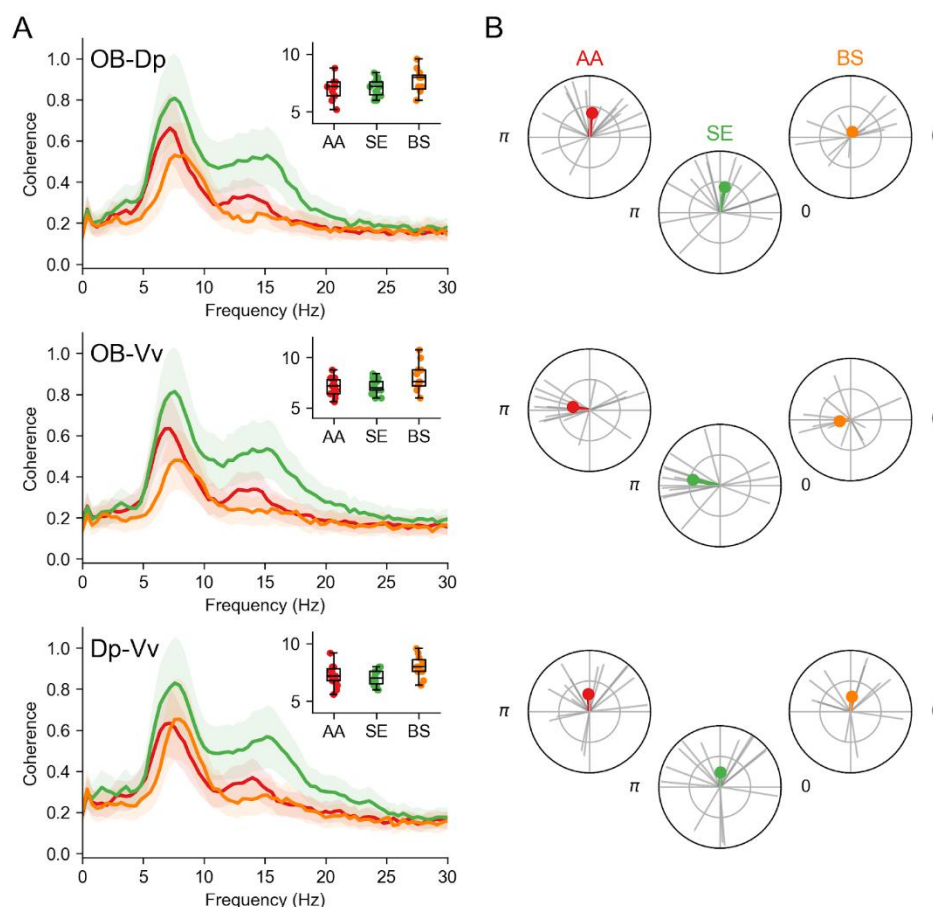 A
OB-Dp
1.0
0.8
0.6
0.4
0.2
0.0
Coherence
0 5 10 15 20 25 30
Frequency (Hz)
10
5
AA SE BS
OB-Vv
1.0
0.8
0.6
0.4
0.2
0.0
Coherence
0 5 10 15 20 25 30
Frequency (Hz)
10
5
AA SE BS
Dp-Vv
1.0
0.8
0.6
0.4
0.2
0.0
Coherence
0 5 10 15 20 25 30
Frequency (Hz)
10
5
AA SE BS
B
AA
BS
SE
π
π 0
π
π 0
π
π 0